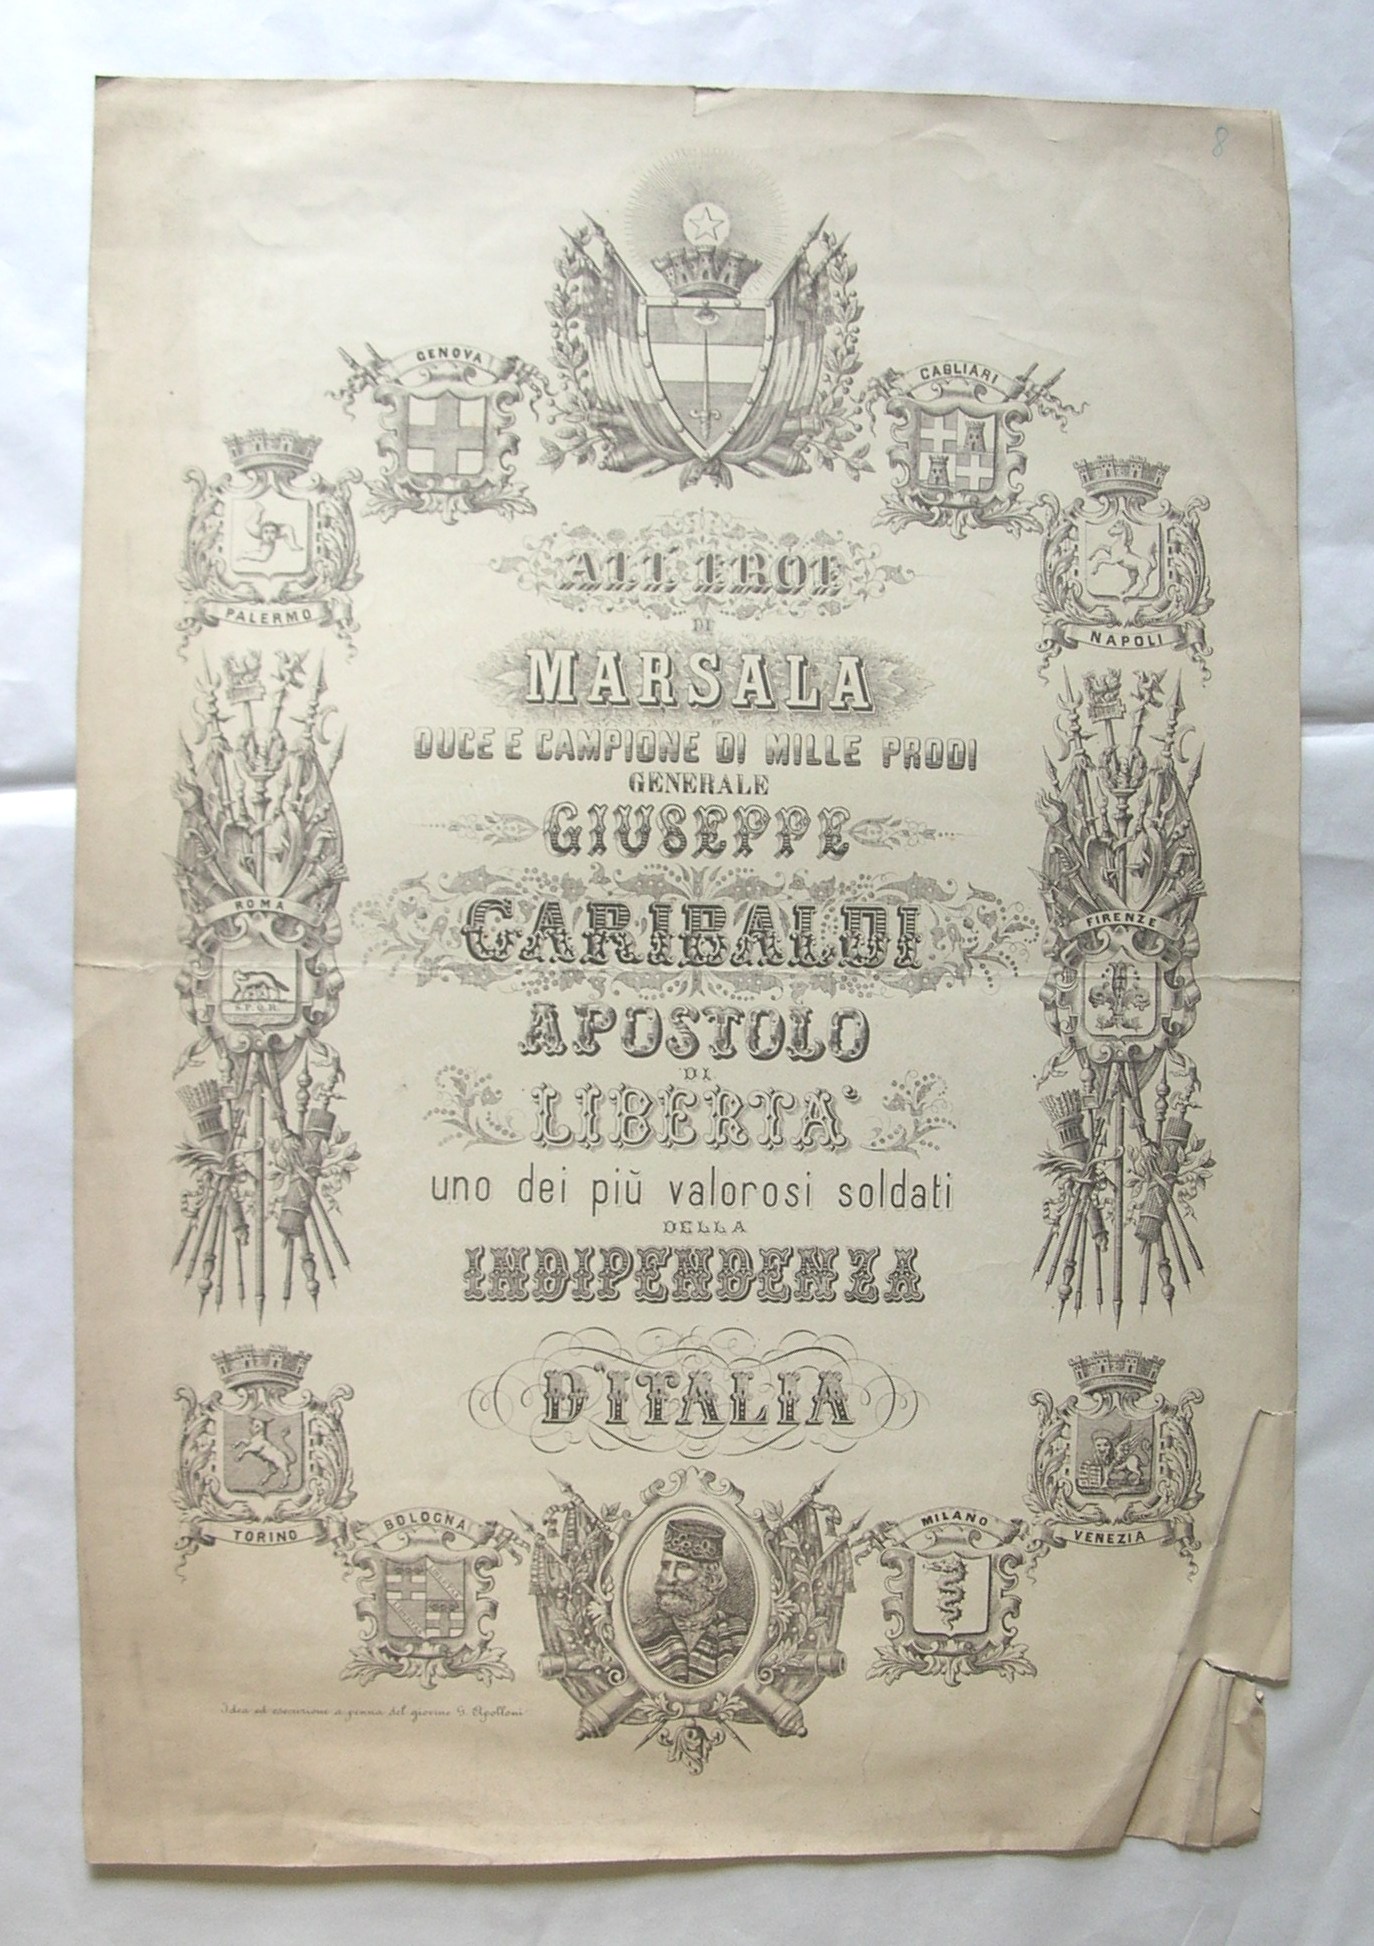 8
GENOVA
CAGLIARI
PALERMO
NAPOLI
ALL'EROE
DI
MARSALA
DUCE E CAMPIONE DI MILLE PRODI
GENERALE
GIUSEPPE
GARIBALDI
ROMA
FIRENZE
S.P.Q.R.
APOSTOLO
DI
LIBERTA'
uno dei più valorosi soldati
DELLA
INDIPENDENZA
D'ITALIA
TORINO
BOLOGNA
MILANO
VENEZIA
Idea ed esecuzione a penna del giovine G. Apolloni